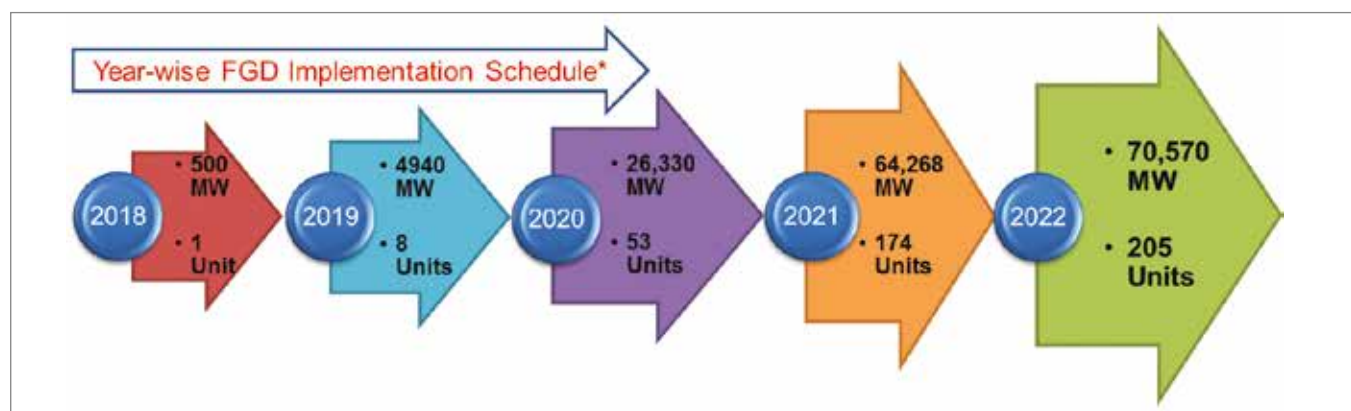 Year-wise FGD Implementation Schedule*
2018
• 500
MW
• 1
Unit
2019
• 4940
MW
• 8
Units
2020
• 26,330
MW
• 53
Units
2021
• 64,268
MW
• 174
Units
2022
• 70,570
MW
• 205
Units